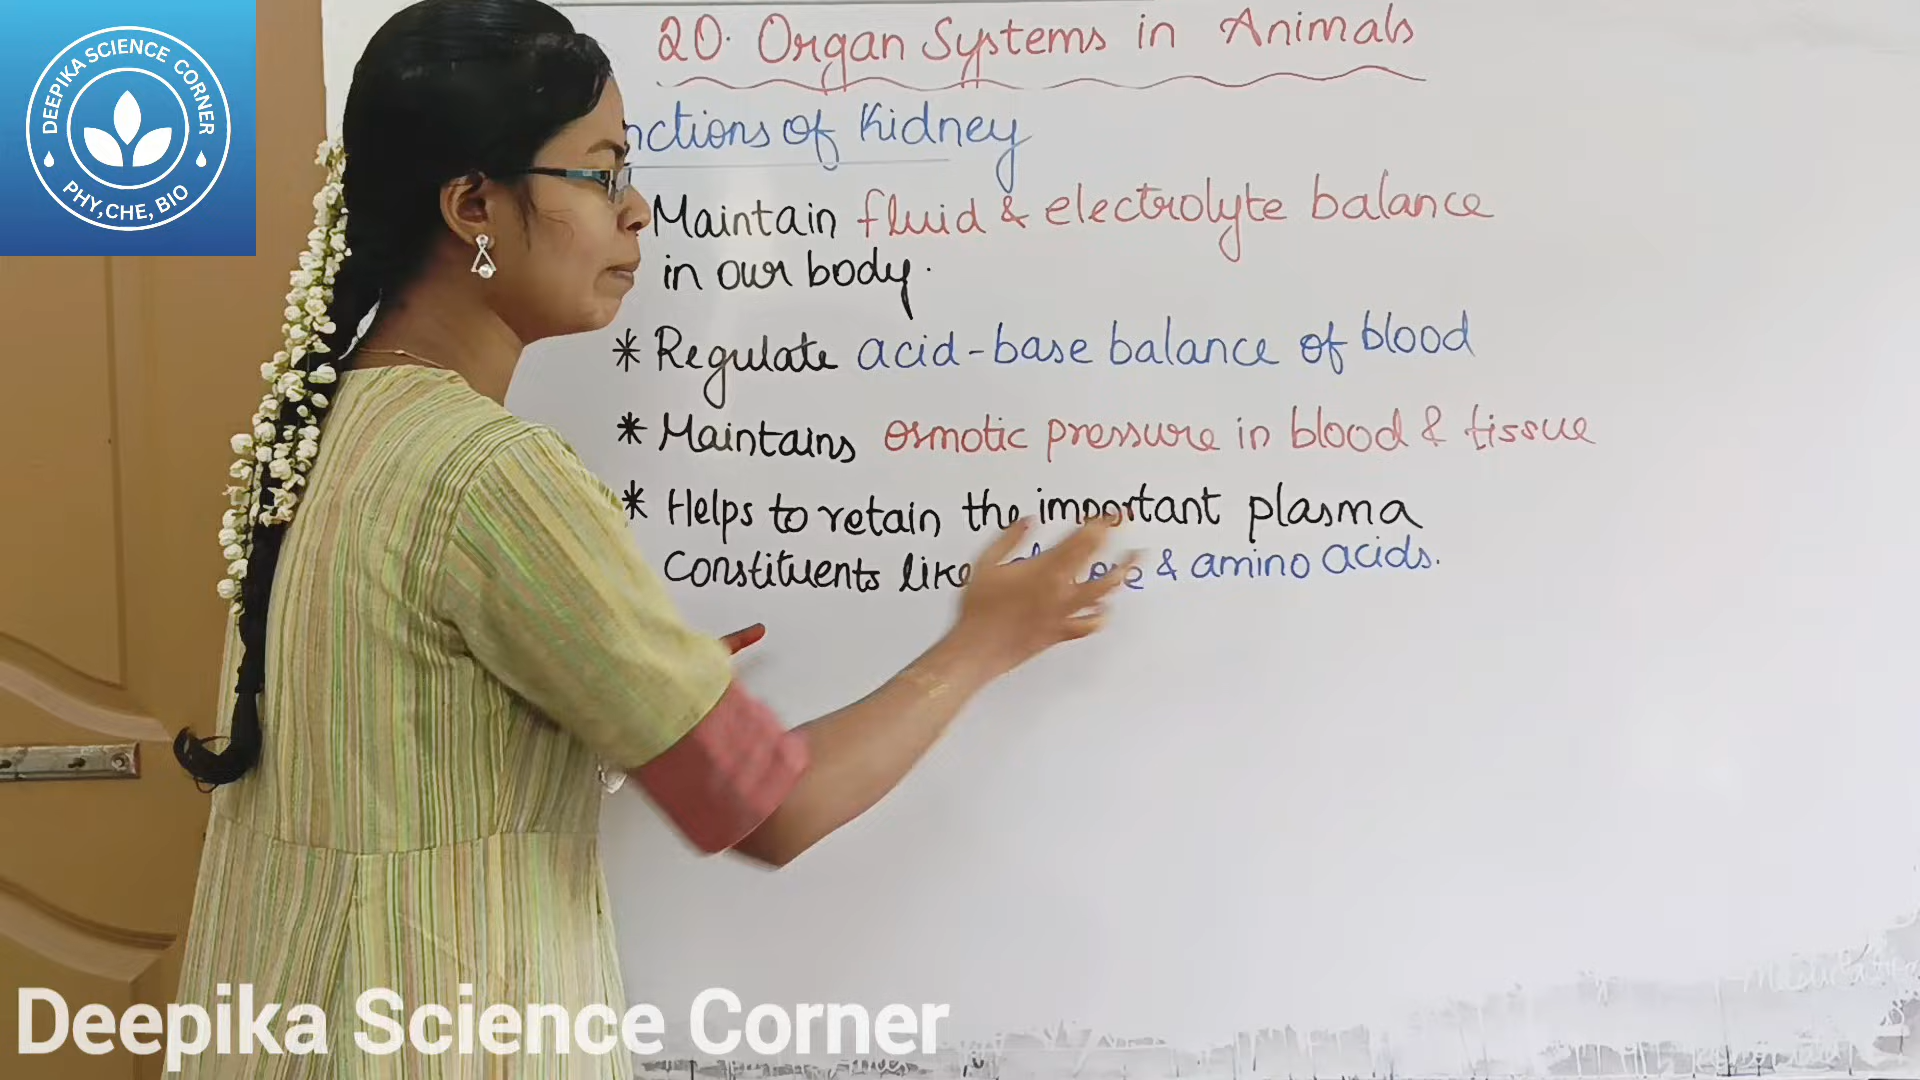 DEEPIKA SCIENCE CORNER
PHY,CHE, BIO
20. Organ Systems in Animals
nctions of Kidney
Maintain fluid & electrolyte balance
in our body.
* Regulate acid-base balance of blood
* Maintains osmotic pressure in blood & tissue
* Helps to retain the important plasma
Constituents like & amino acids.
Deepika Science Corner